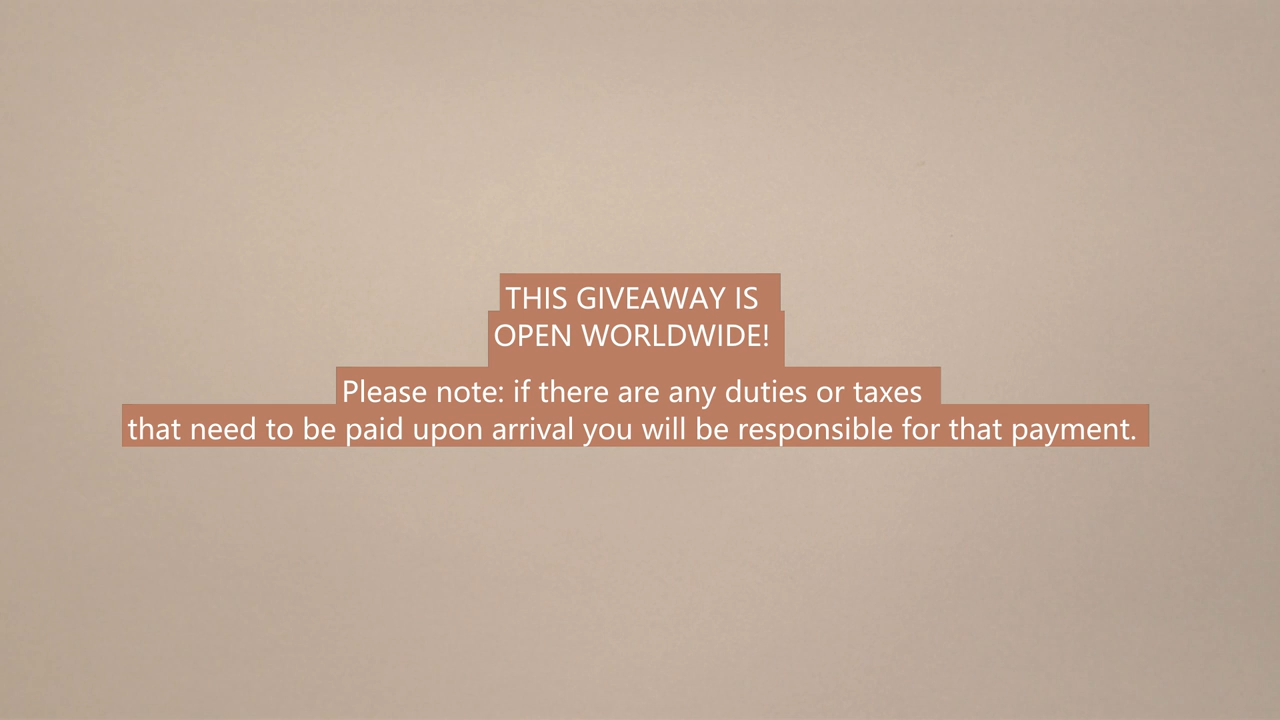 THIS GIVEAWAY IS
OPEN WORLDWIDE!
Please note: if there are any duties or taxes
that need to be paid upon arrival you will be responsible for that payment.